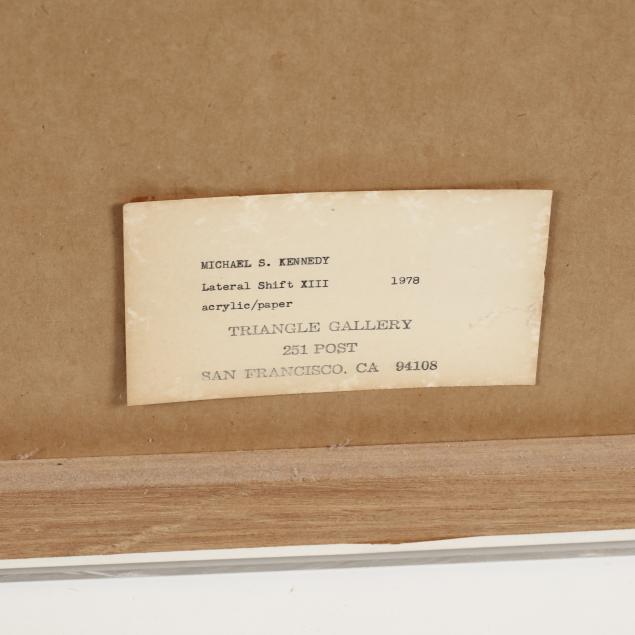 MICHAEL S. KENNEDY
Lateral Shift XIII 1978
acrylic/paper
TRIANGLE GALLERY
251 POST
SAN FRANCISCO. CA 94108